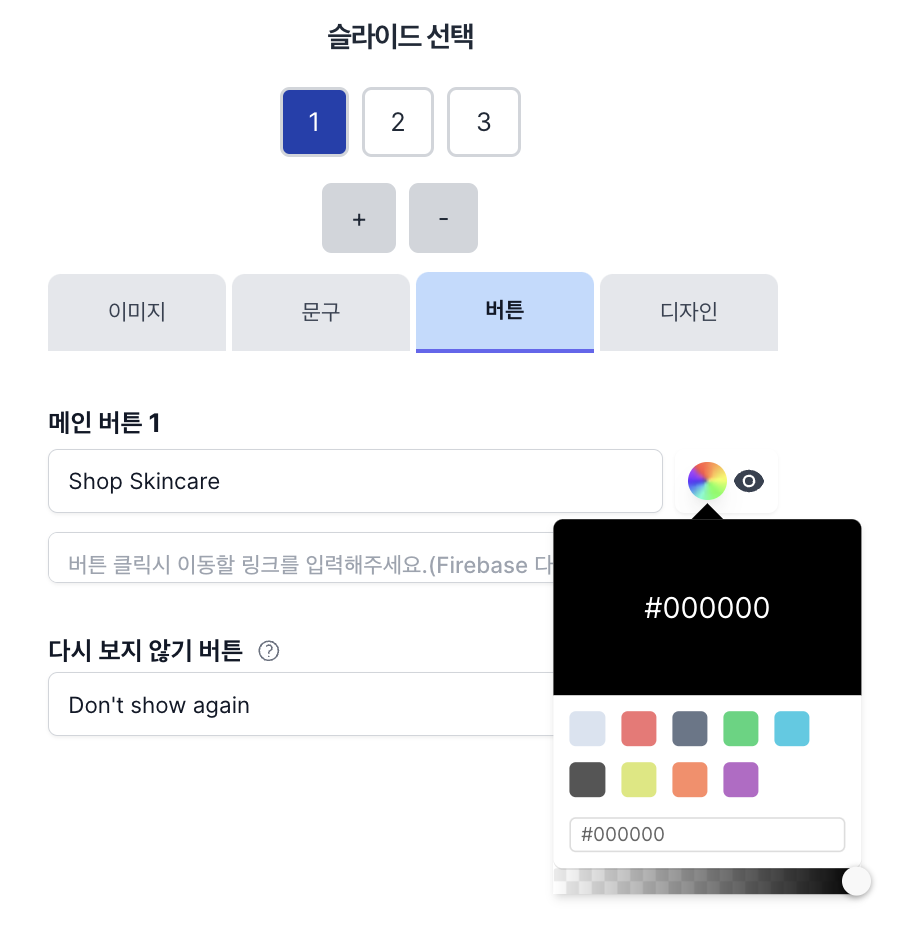 슬라이드 선택
1 2 3
+ -
이미지 문구 버튼 디자인
메인 버튼 1
Shop Skincare
버튼 클릭시 이동할 링크를 입력해주세요.(Firebase 다
#000000
다시 보지 않기 버튼 ?
Don't show again
#000000